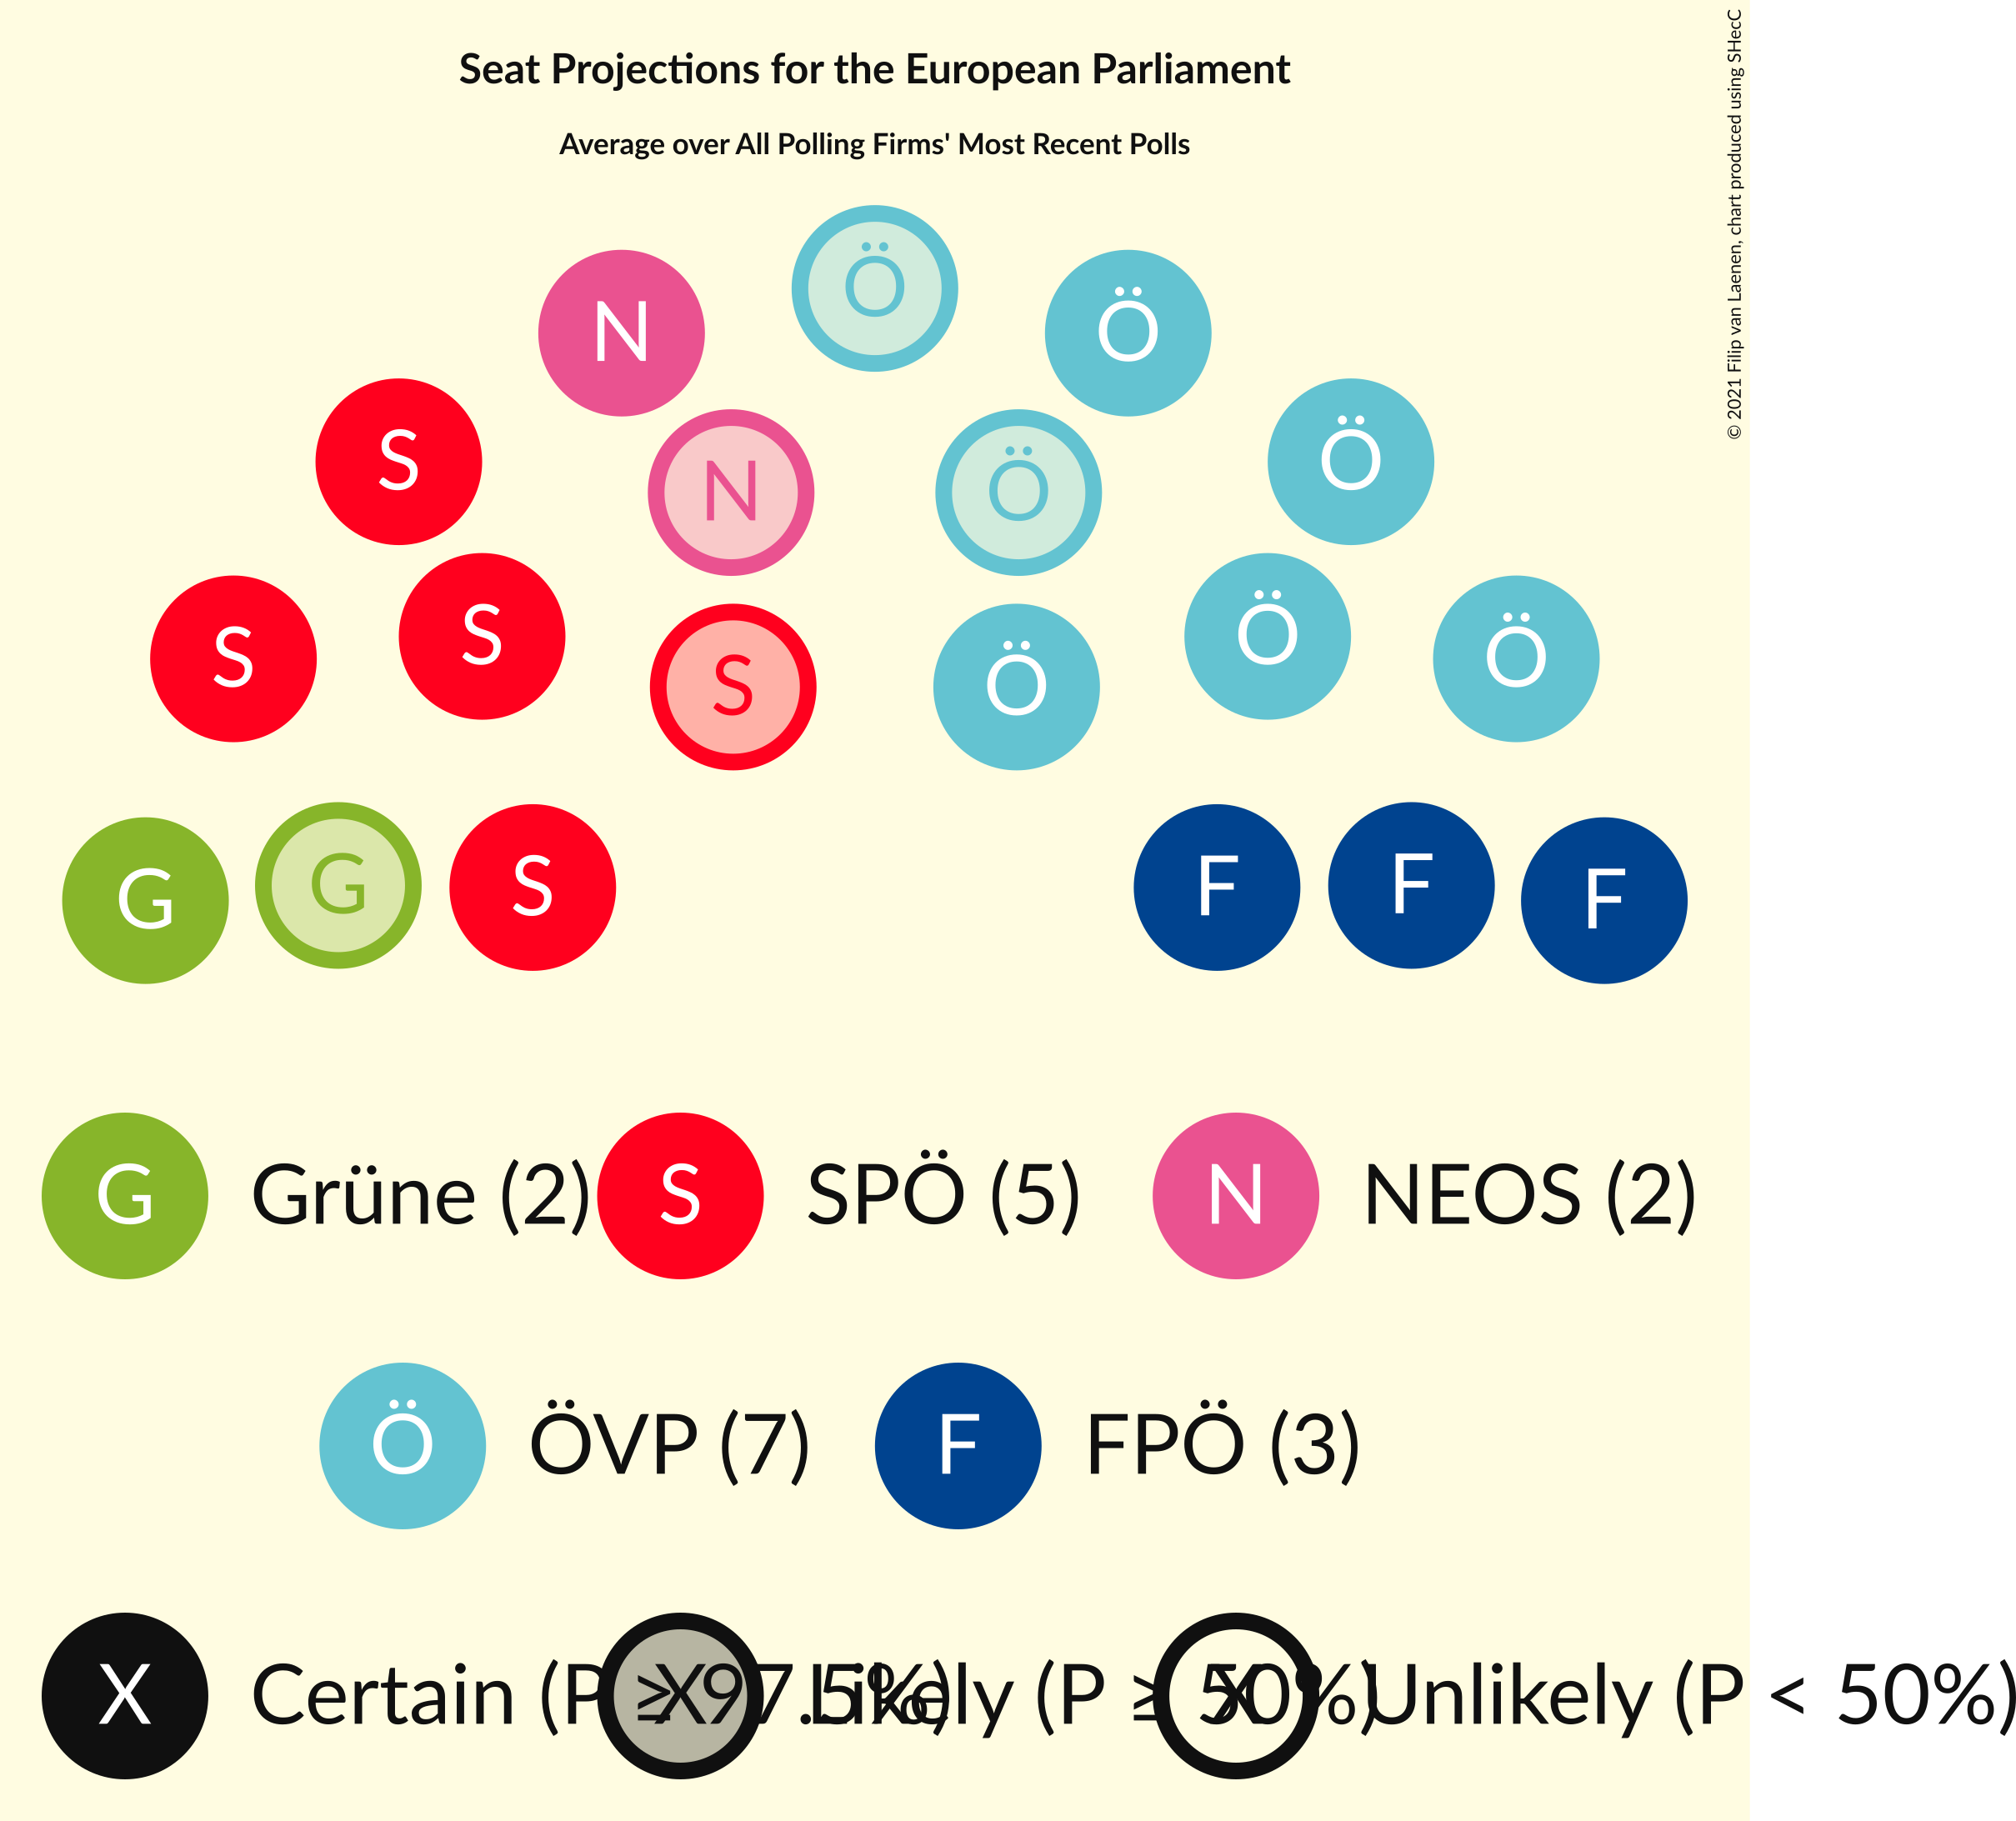 Seat Projections for the European Parliament
Average over All Polling Firms' Most Recent Polls
© 2021 Filip van Laenen, chart produced using SHecC
N Ö Ö
S N Ö Ö
S S S Ö Ö Ö
G G S F F F
G Grüne (2) S SPÖ (5) N NEOS (2)
Ö ÖVP (7) F FPÖ (3)
X Certain (P ≥ 97.5%) X Likely (P ≥ 50%) X Unlikely (P < 50%)